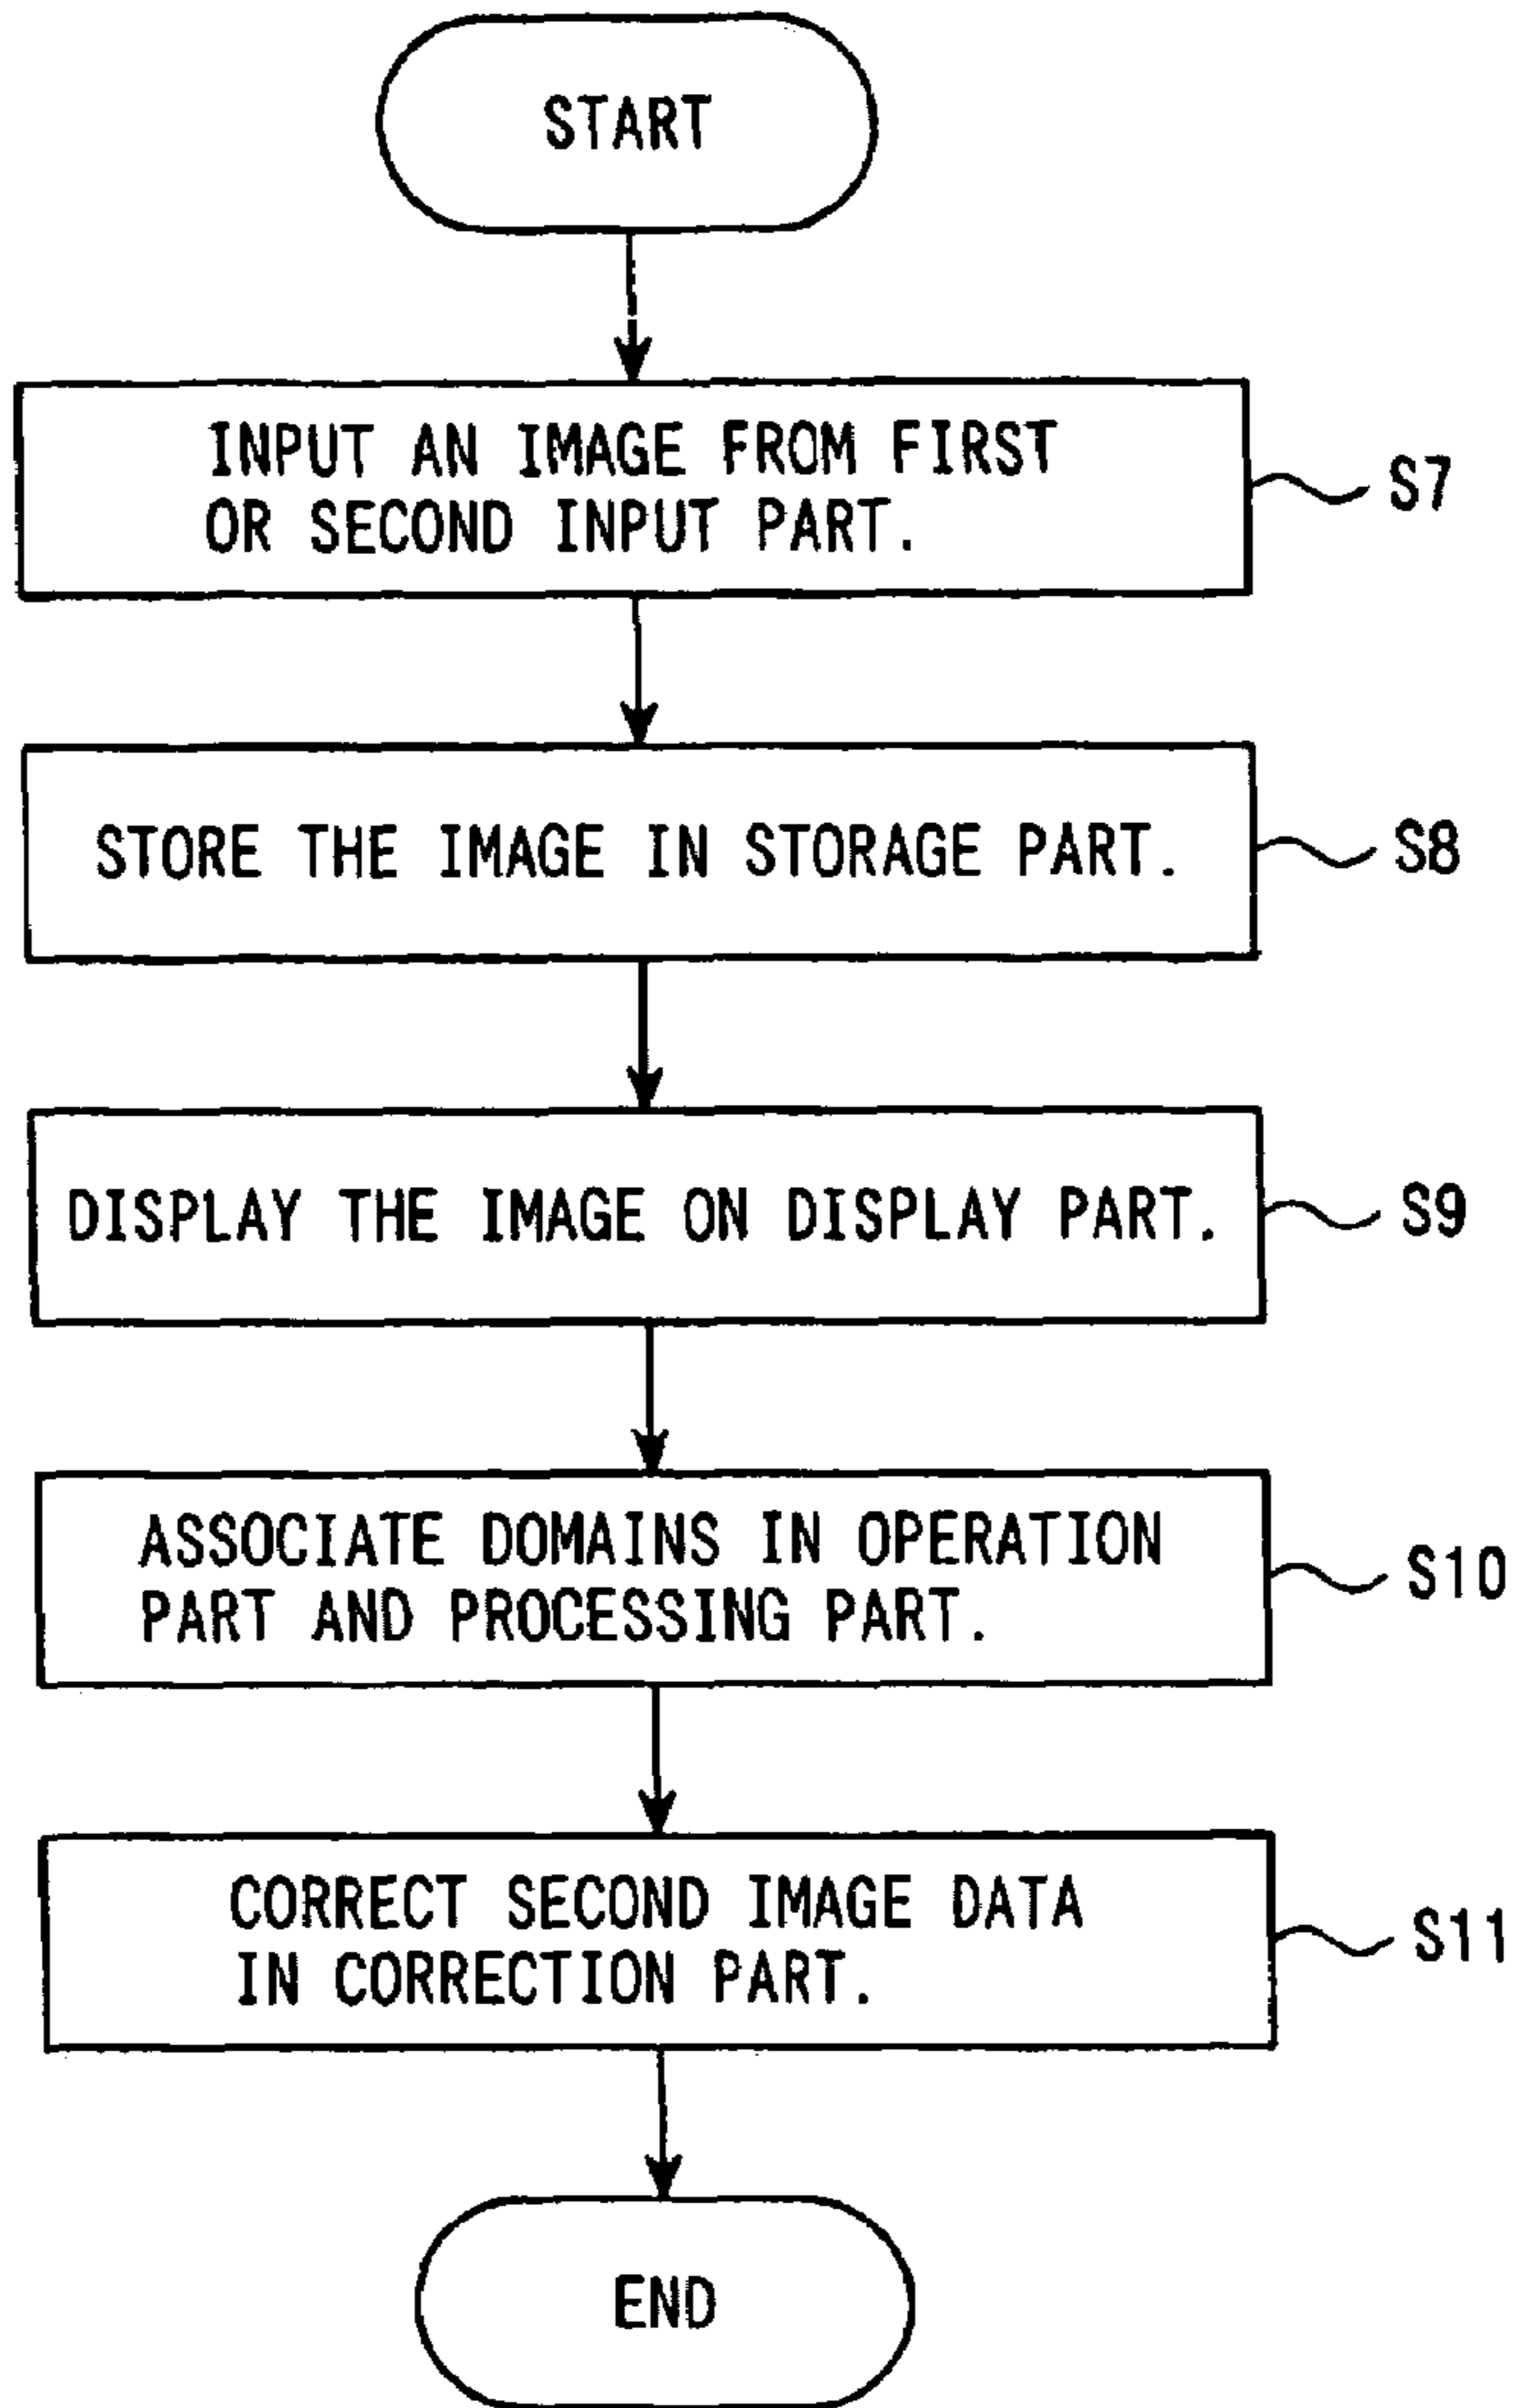 START
INPUT AN IMAGE FROM FIRST
OR SECOND INPUT PART.
S7
STORE THE IMAGE IN STORAGE PART.
S8
DISPLAY THE IMAGE ON DISPLAY PART.
S9
ASSOCIATE DOMAINS IN OPERATION
PART AND PROCESSING PART.
S10
CORRECT SECOND IMAGE DATA
IN CORRECTION PART.
S11
END